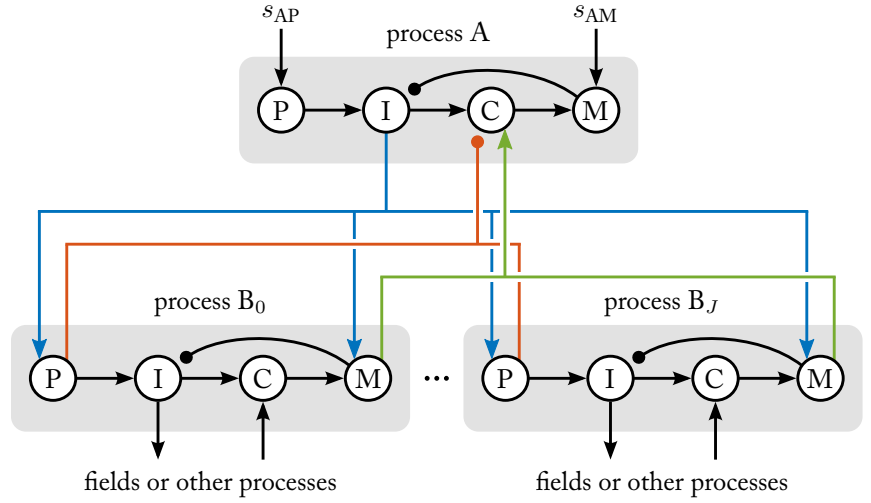 s_AP
s_AM
process A
P I C M
process B_0
process B_J
P I C M ... P I C M
fields or other processes
fields or other processes